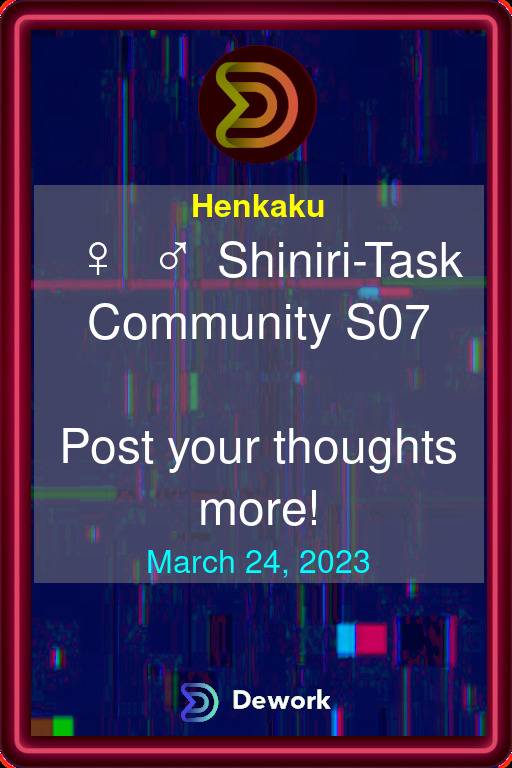 Henkaku
♀ ♂ Shiniri-Task
Community S07
Post your thoughts
more!
March 24, 2023
Dework